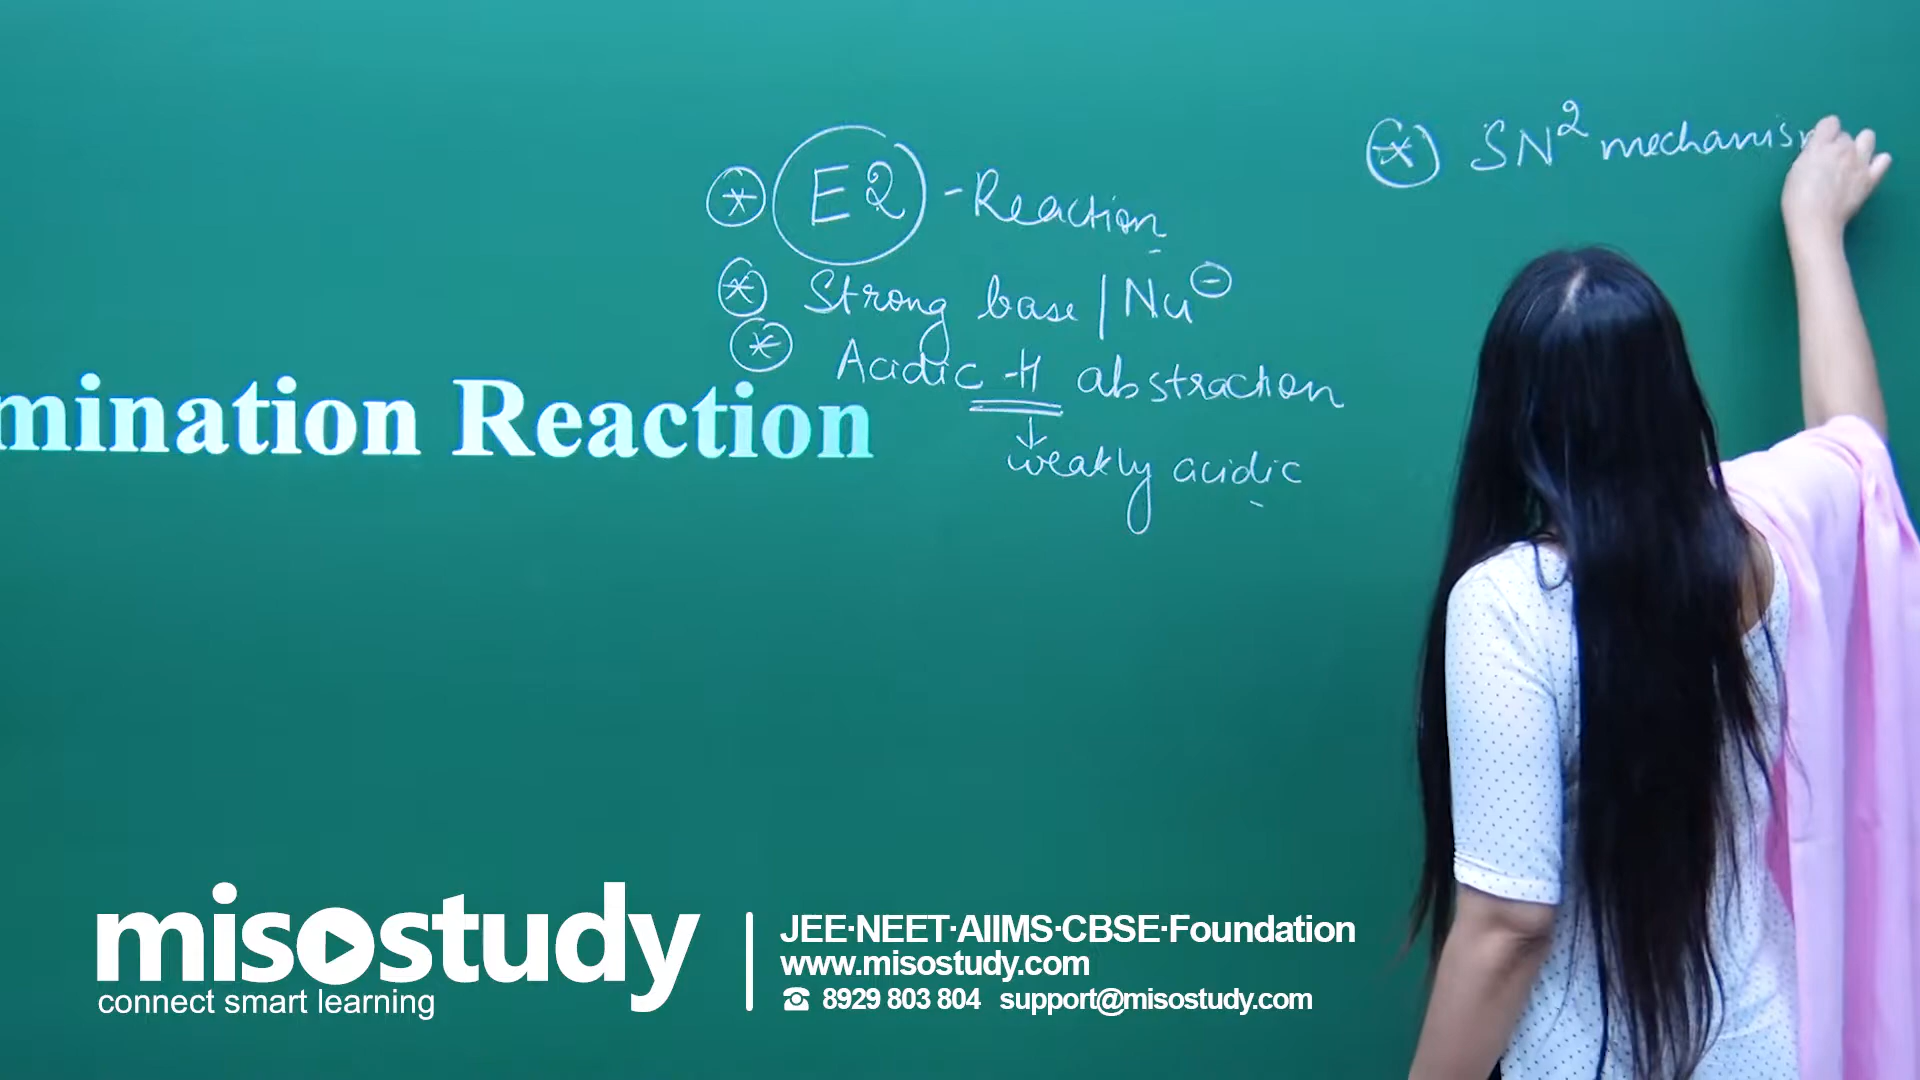 SN² mechanism
E2 - Reaction
Strong base / Nu⊖
Acidic -H abstraction
↓
weakly acidic
mination Reaction
misostudy
connect smart learning
JEE·NEET·AIIMS·CBSE·Foundation
www.misostudy.com
☎ 8929 803 804 support@misostudy.com